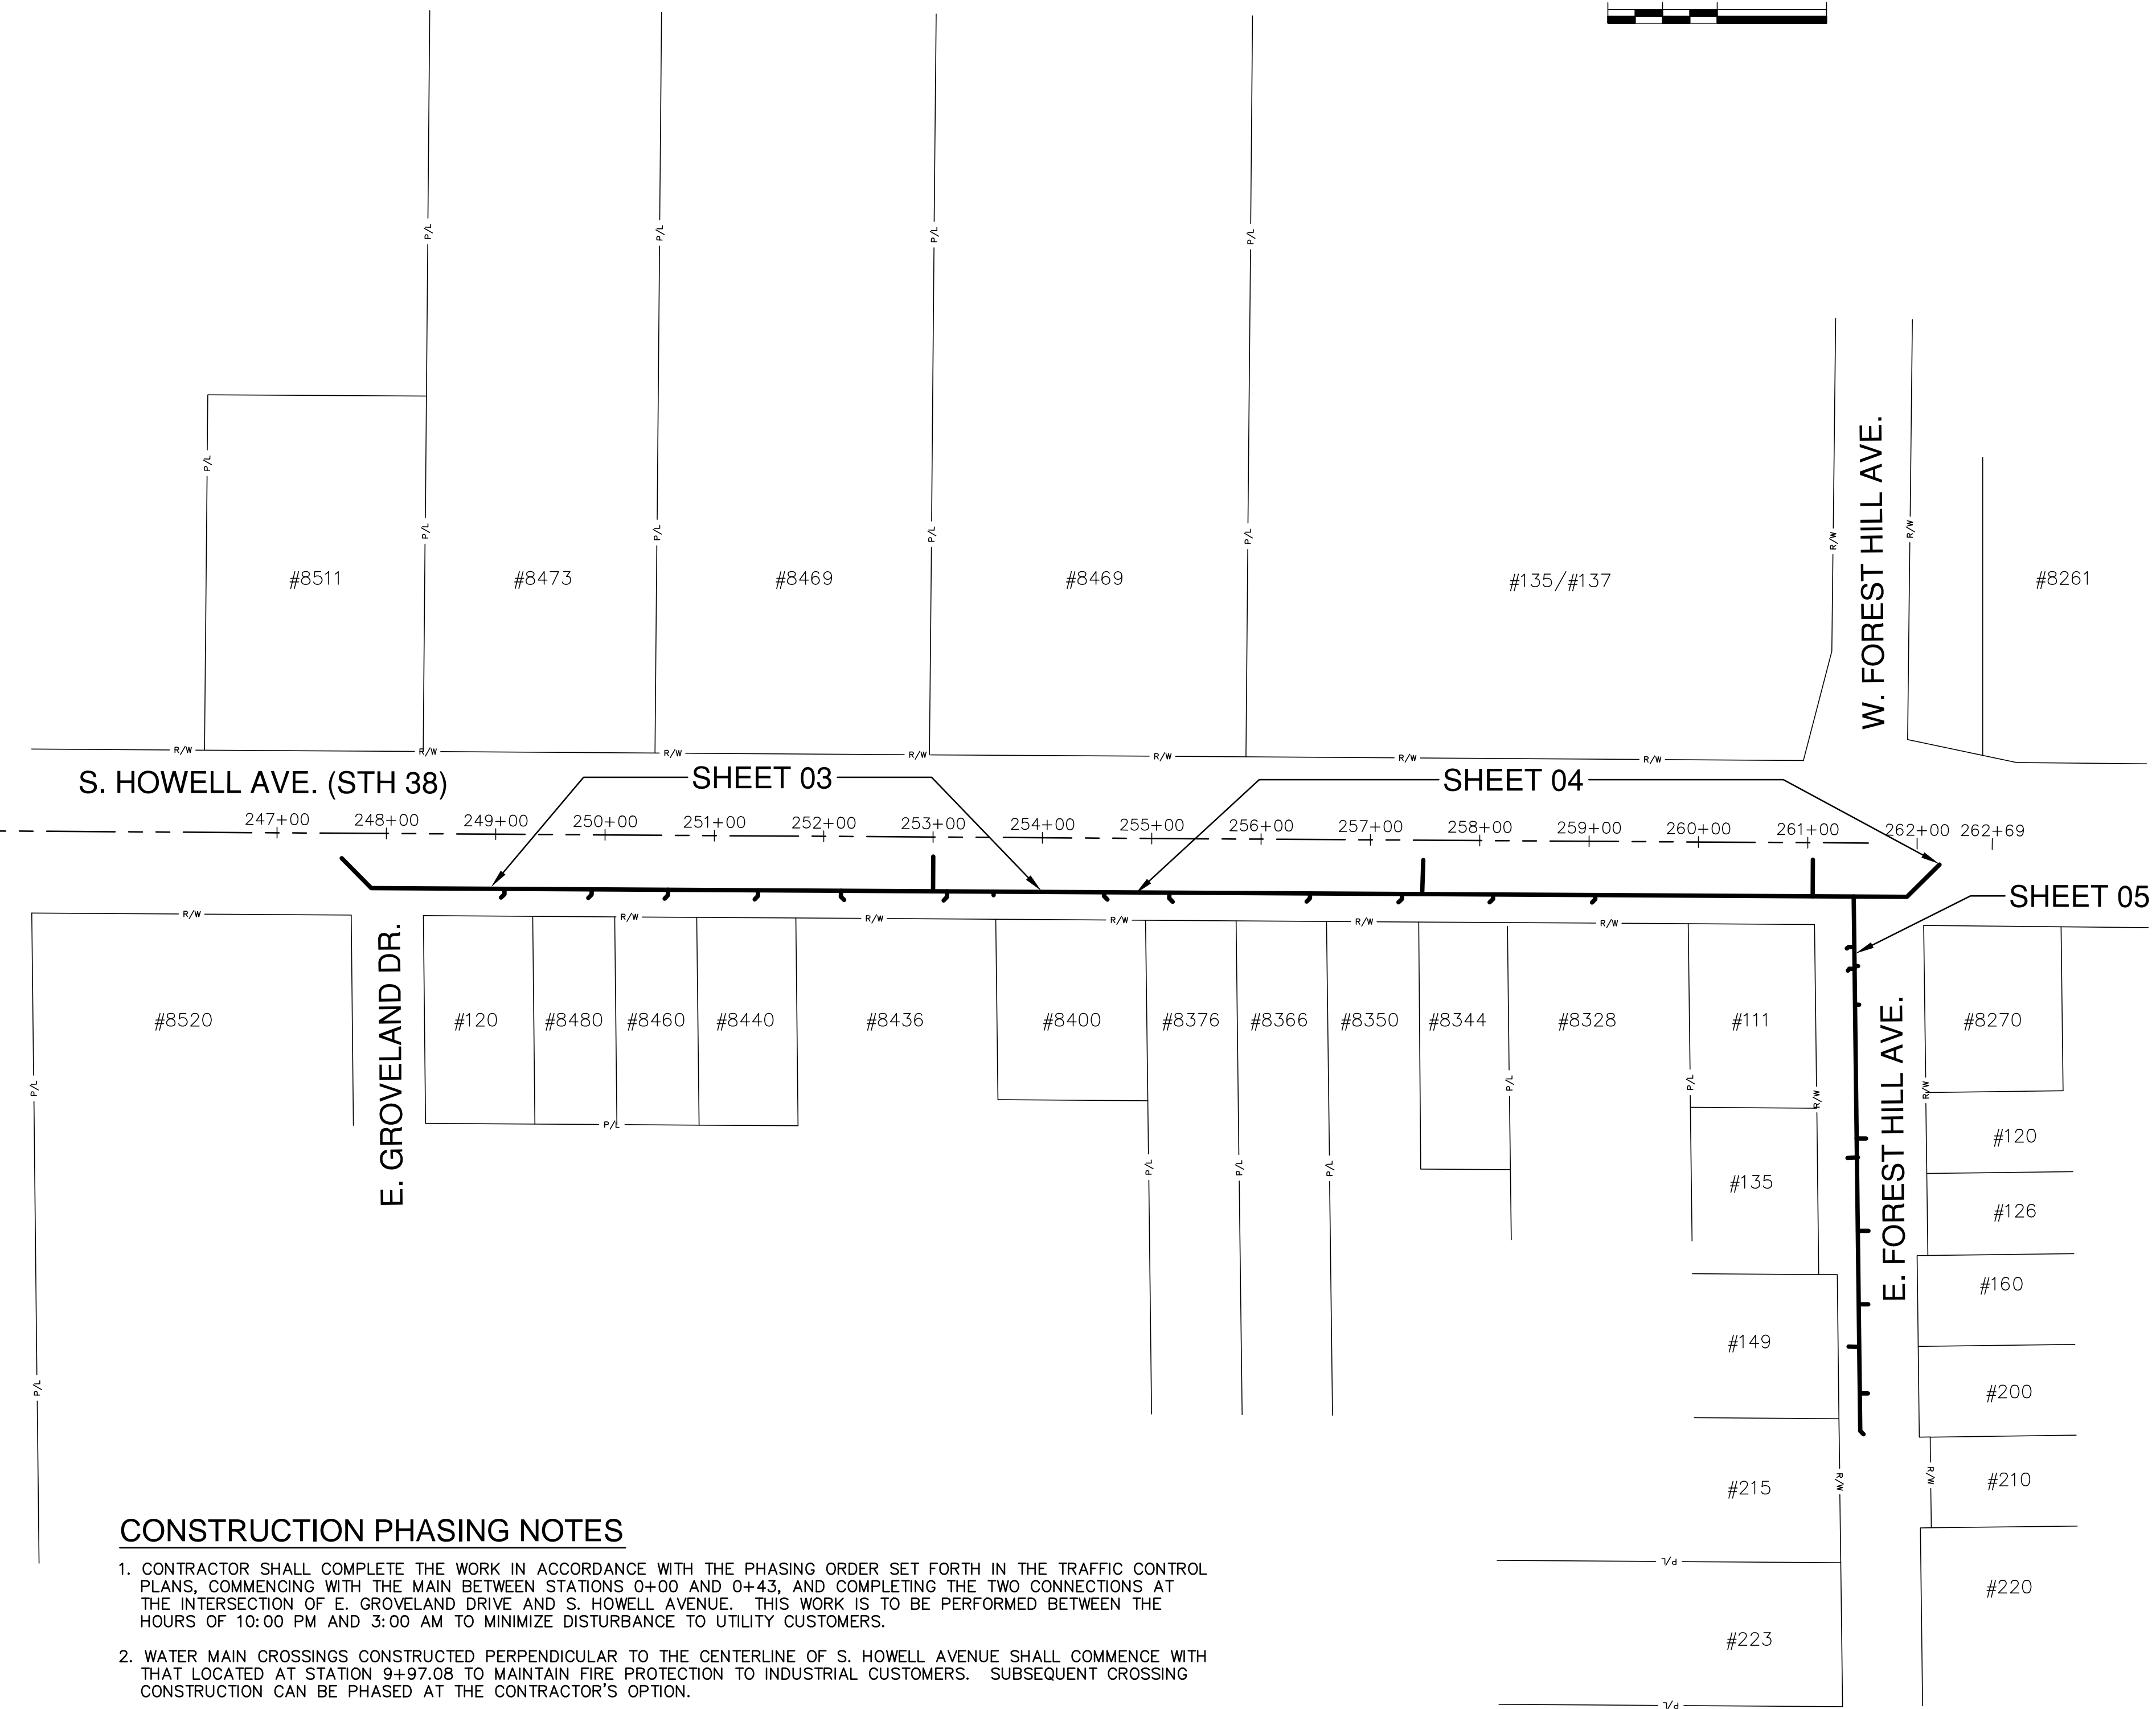 P/L
P/L
P/L
P/L
P/L
P/L
P/L
P/L
P/L
R/W
R/W
W. FOREST HILL AVE.
#8511
#8473
#8469
#8469
#135/#137
#8261
R/W
R/W
R/W
R/W
R/W
R/W
R/W
S. HOWELL AVE. (STH 38)
SHEET 03
SHEET 04
247+00
248+00
249+00
250+00
251+00
252+00
253+00
254+00
255+00
256+00
257+00
258+00
259+00
260+00
261+00
262+00
262+69
SHEET 05
R/W
R/W
R/W
R/W
R/W
R/W
E. GROVELAND DR.
E. FOREST HILL AVE.
#8520
#120
#8480
#8460
#8440
#8436
#8400
#8376
#8366
#8350
#8344
#8328
#111
#8270
P/L
P/L
P/L
R/W
R/W
P/L
#120
P/L
P/L
P/L
#135
#126
#160
#149
P/L
#200
#215
R/W
R/W
#210
P/L
#220
#223
P/L
CONSTRUCTION PHASING NOTES
1. CONTRACTOR SHALL COMPLETE THE WORK IN ACCORDANCE WITH THE PHASING ORDER SET FORTH IN THE TRAFFIC CONTROL
PLANS, COMMENCING WITH THE MAIN BETWEEN STATIONS 0+00 AND 0+43, AND COMPLETING THE TWO CONNECTIONS AT
THE INTERSECTION OF E. GROVELAND DRIVE AND S. HOWELL AVENUE. THIS WORK IS TO BE PERFORMED BETWEEN THE
HOURS OF 10:00 PM AND 3:00 AM TO MINIMIZE DISTURBANCE TO UTILITY CUSTOMERS.
2. WATER MAIN CROSSINGS CONSTRUCTED PERPENDICULAR TO THE CENTERLINE OF S. HOWELL AVENUE SHALL COMMENCE WITH
THAT LOCATED AT STATION 9+97.08 TO MAINTAIN FIRE PROTECTION TO INDUSTRIAL CUSTOMERS. SUBSEQUENT CROSSING
CONSTRUCTION CAN BE PHASED AT THE CONTRACTOR'S OPTION.